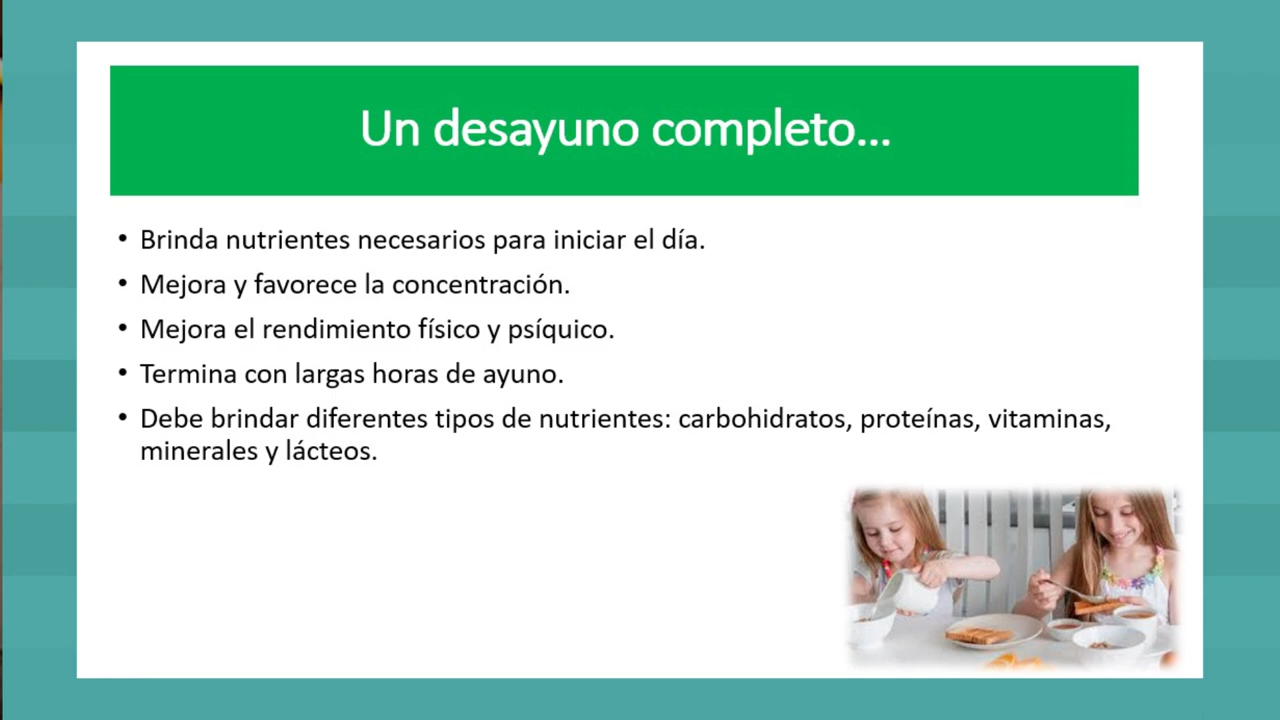 Un desayuno completo...
• Brinda nutrientes necesarios para iniciar el día.
• Mejora y favorece la concentración.
• Mejora el rendimiento físico y psíquico.
• Termina con largas horas de ayuno.
• Debe brindar diferentes tipos de nutrientes: carbohidratos, proteínas, vitaminas,
minerales y lácteos.